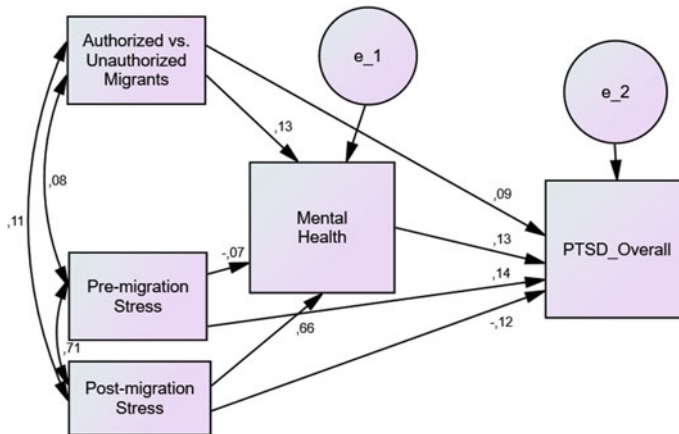 Authorized vs.
Unauthorized
Migrants
e_1
e_2
,13
,08
,09
,11
Mental
Health
,13
PTSD_Overall
-,07
Pre-migration
Stress
,14
-,12
,66
,71
Post-migration
Stress